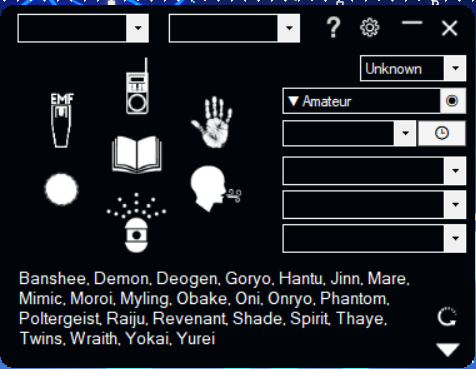 ?
Unknown
EMF
▼ Amateur
Banshee, Demon, Deogen, Goryo, Hantu, Jinn, Mare,
Mimic, Moroi, Myling, Obake, Oni, Onryo, Phantom,
Poltergeist, Raiju, Revenant, Shade, Spirit, Thaye,
Twins, Wraith, Yokai, Yurei